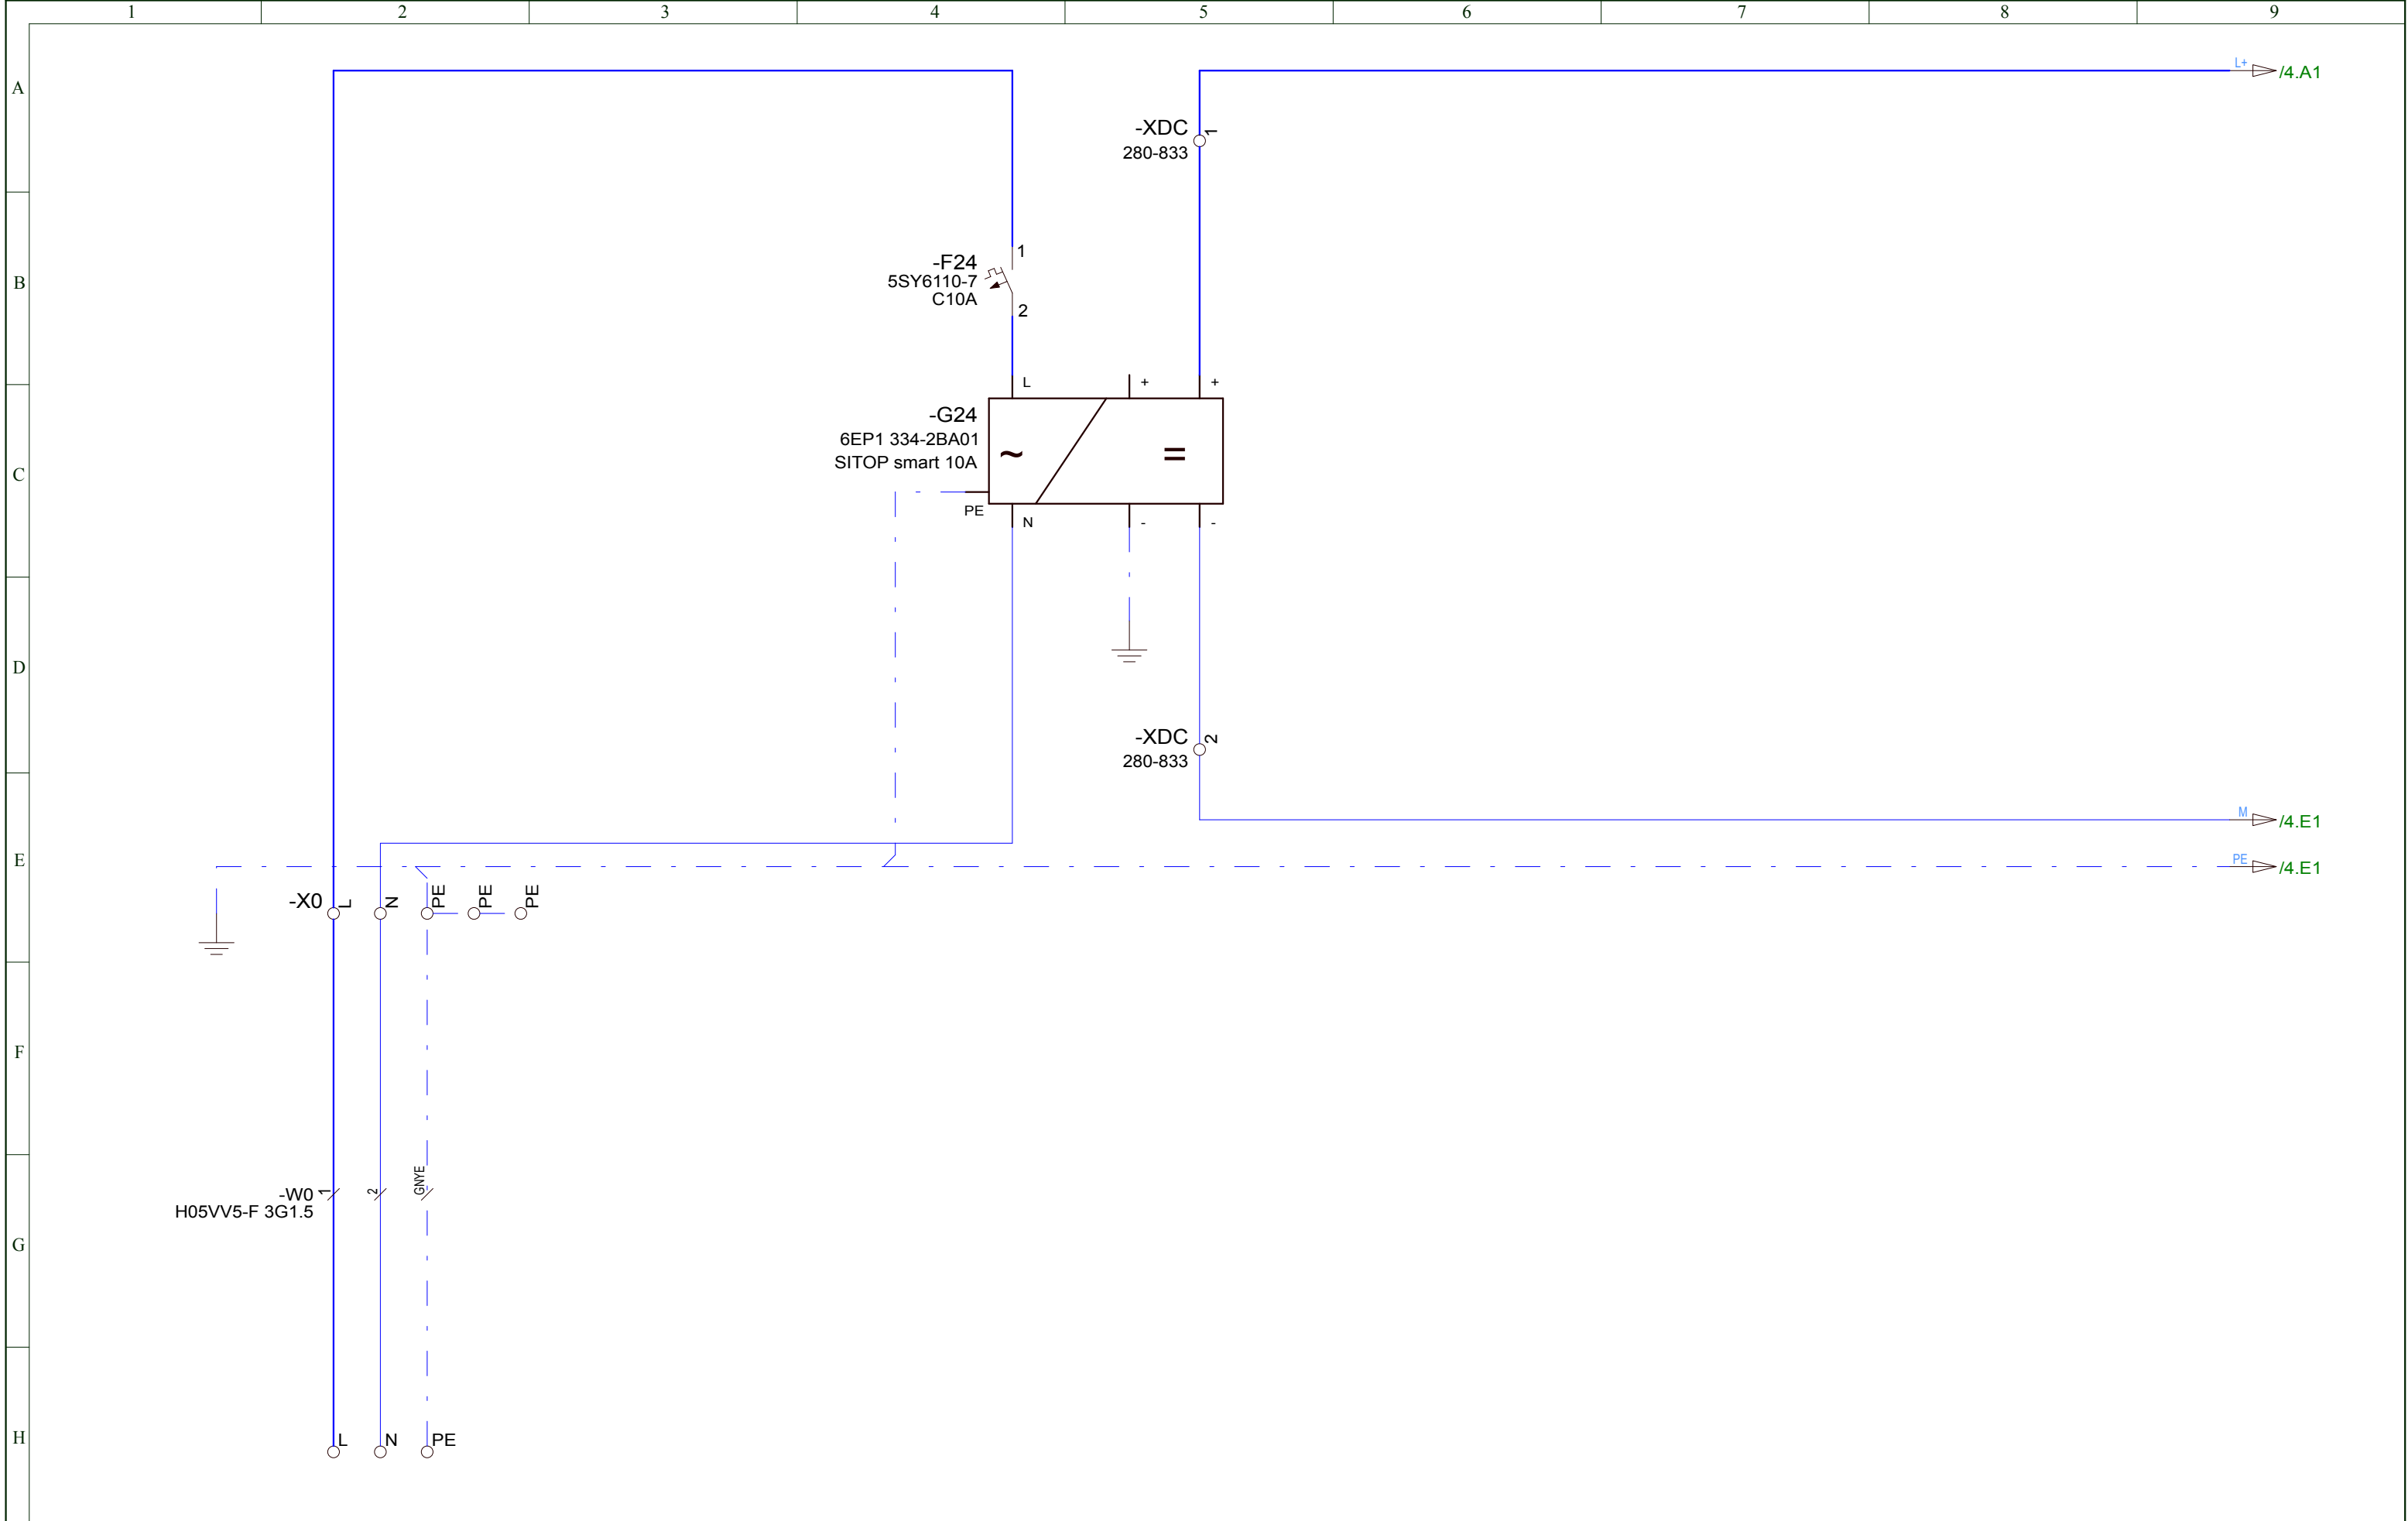 1 2 3 4 5 6 7 8 9
A
L+ /4.A1
-XDC 1
280-833
B
1
-F24
5SY6110-7
C10A
2
L + +
-G24
6EP1 334-2BA01
SITOP smart 10A
~ =
C
PE N - -
D
-XDC 2
280-833
M /4.E1
E
PE /4.E1
-X0 L N PE PE PE
F
-W0 1 2 GNYE
H05VV5-F 3G1.5
G
H
L N PE